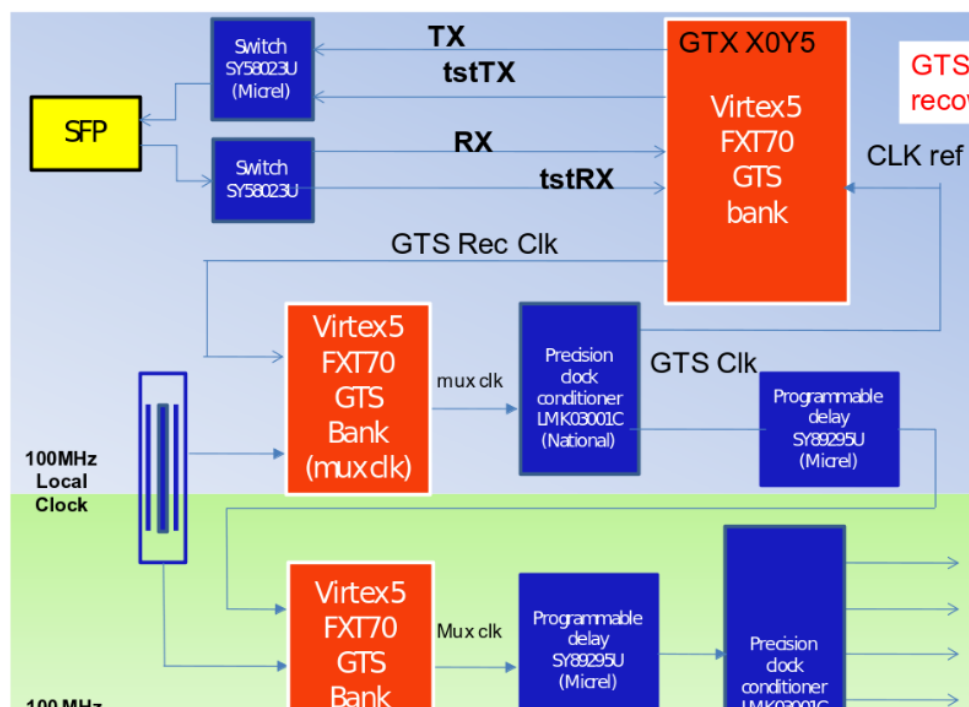 TX
GTX X0Y5
Switch
SY58023U
(Micrel)
tstTX
GTS
recov
SFP
Virtex5
FXT70
GTS
bank
RX
CLK ref
Switch
SY58023U
tstRX
GTS Rec Clk
Virtex5
FXT70
GTS
Bank
(mux clk)
mux clk
Precision
clock
conditioner
LMK03001C
(National)
GTS Clk
Programmable
delay
SY89295U
(Micrel)
100MHz
Local
Clock
Virtex5
FXT70
GTS
Bank
Mux clk
Programmable
delay
SY89295U
(Micrel)
Precision
clock
conditioner
LMK03001C
100 MHz